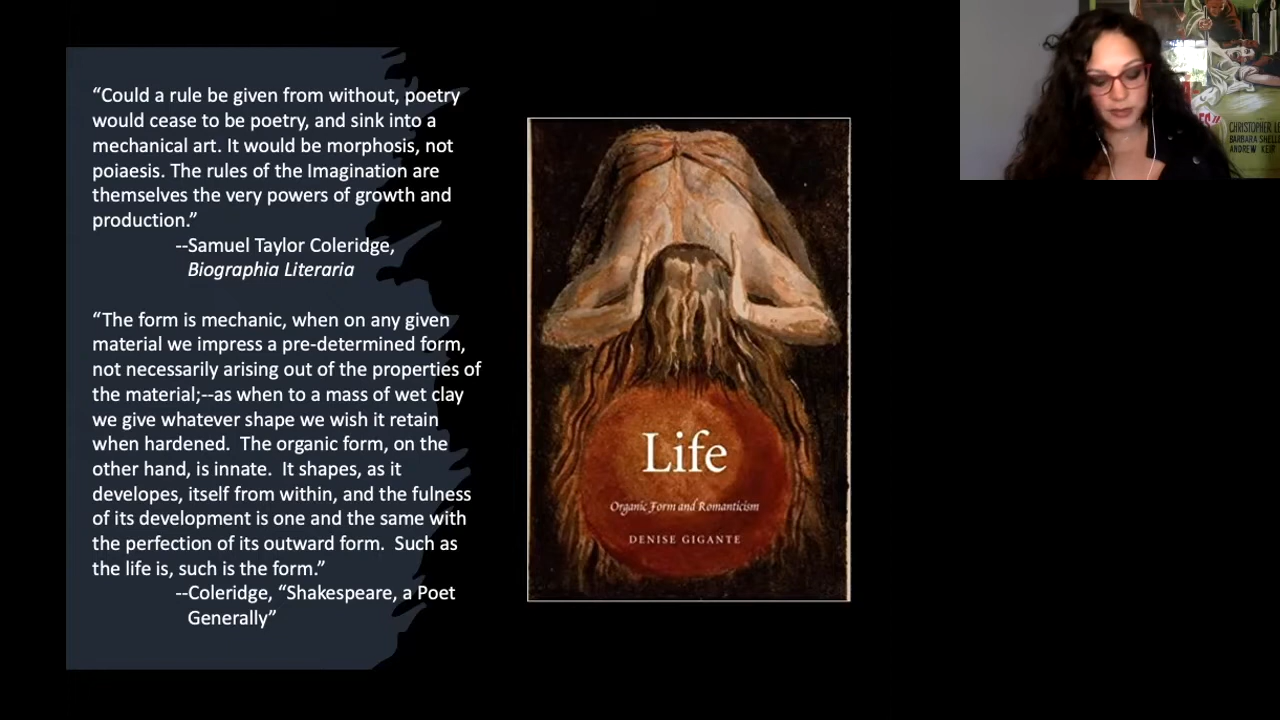 “Could a rule be given from without, poetry
would cease to be poetry, and sink into a
mechanical art. It would be morphosis, not
poiaesis. The rules of the Imagination are
themselves the very powers of growth and
production.”
--Samuel Taylor Coleridge,
Biographia Literaria
“The form is mechanic, when on any given
material we impress a pre-determined form,
not necessarily arising out of the properties of
the material;--as when to a mass of wet clay
we give whatever shape we wish it retain
when hardened.  The organic form, on the
other hand, is innate.  It shapes, as it
developes, itself from within, and the fulness
of its development is one and the same with
the perfection of its outward form.  Such as
the life is, such is the form.”
--Coleridge, “Shakespeare, a Poet
Generally”
Life
Organic Form and Romanticism
DENISE GIGANTE
CHRISTOPHER
BARBARA
ANDREW